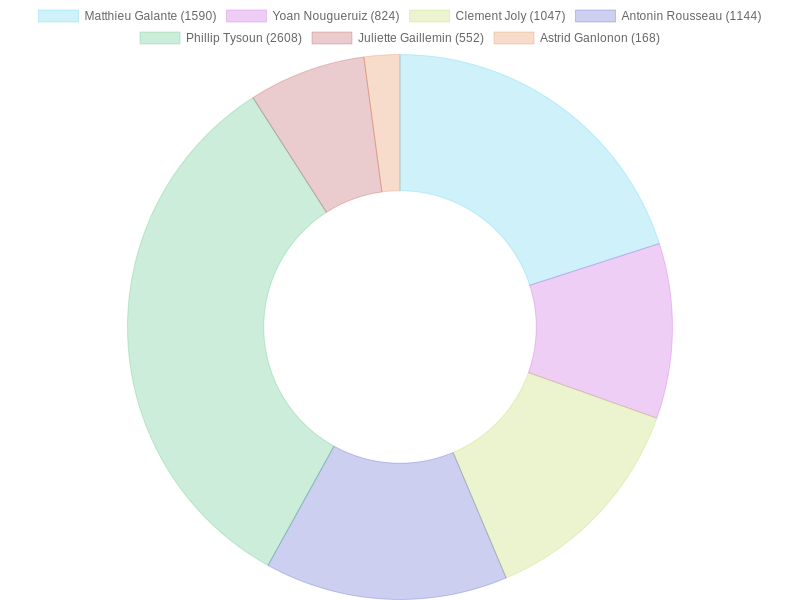 Matthieu Galante (1590) Yoan Nougueruiz (824) Clement Joly (1047) Antonin Rousseau (1144)
Phillip Tysoun (2608) Juliette Gaillemin (552) Astrid Ganlonon (168)